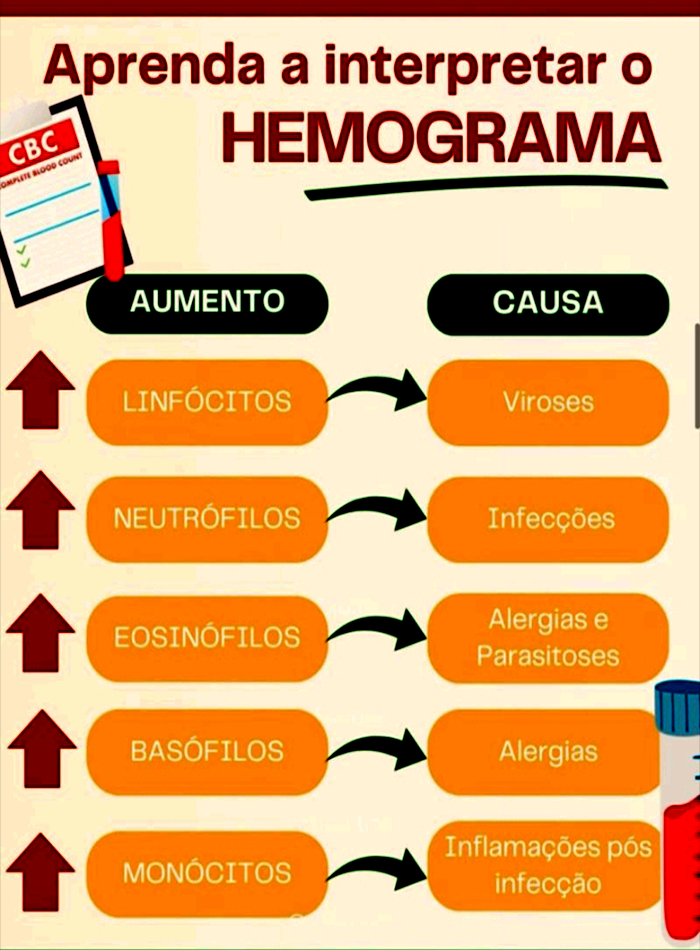 Aprenda a interpretar o
HEMOGRAMA
CBC
COMPLETE BLOOD COUNT
AUMENTO
CAUSA
LINFÓCITOS
Viroses
NEUTRÓFILOS
Infecções
EOSINÓFILOS
Alergias e
Parasitoses
BASÓFILOS
Alergias
MONÓCITOS
Inflamações pós
infecção